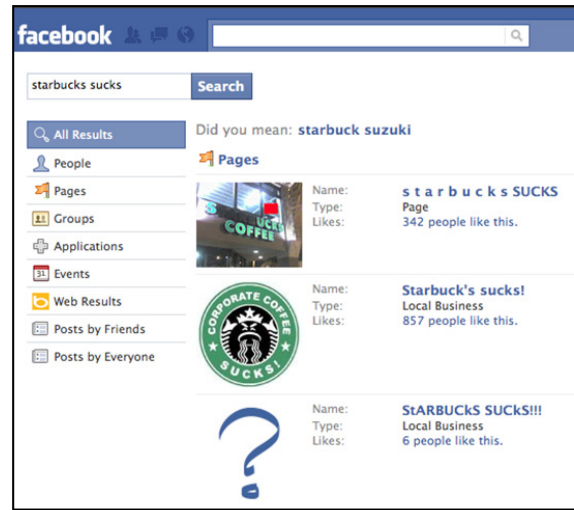 facebook
starbucks sucks
Search
All Results
People
Pages
Groups
31
Events
Applications
Web Results
Posts by Friends
Posts by Everyone
Did you mean: starbuck suzuki
Pages
S UCKS
COFFEE
Name: s t a r b u c k s SUCKS
Type: Page
Likes: 342 people like this.
CORPORATE COFFEE
SUCKS!
Name: Starbuck's sucks!
Type: Local Business
Likes: 857 people like this.
?
Name: StARBUCkS SUCkS!!!
Type: Local Business
Likes: 6 people like this.